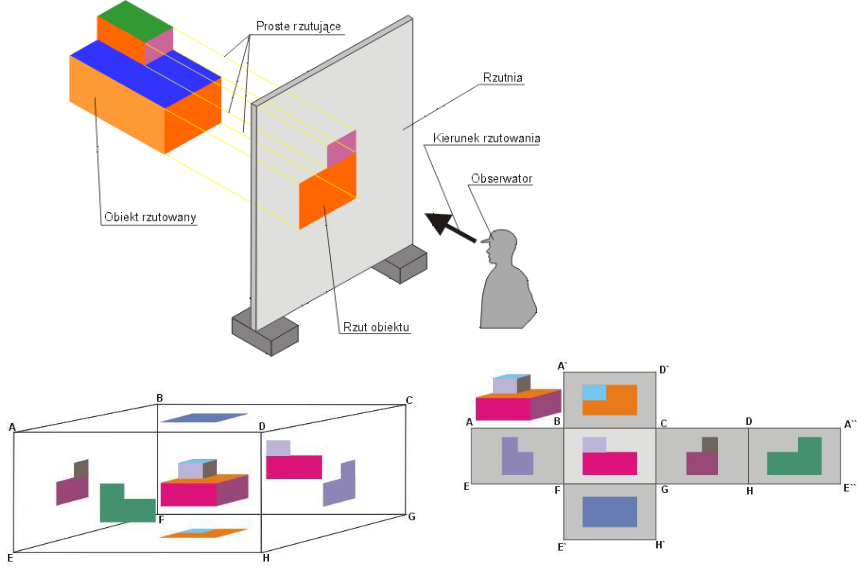 Proste rzutujące
Rzutnia
Kierunek rzutowania
Obserwator
Obiekt rzutowany
Rzut obiektu
A` D`
B C
A D
F G
E H
A B C D A``
E F G H E``
E` H`